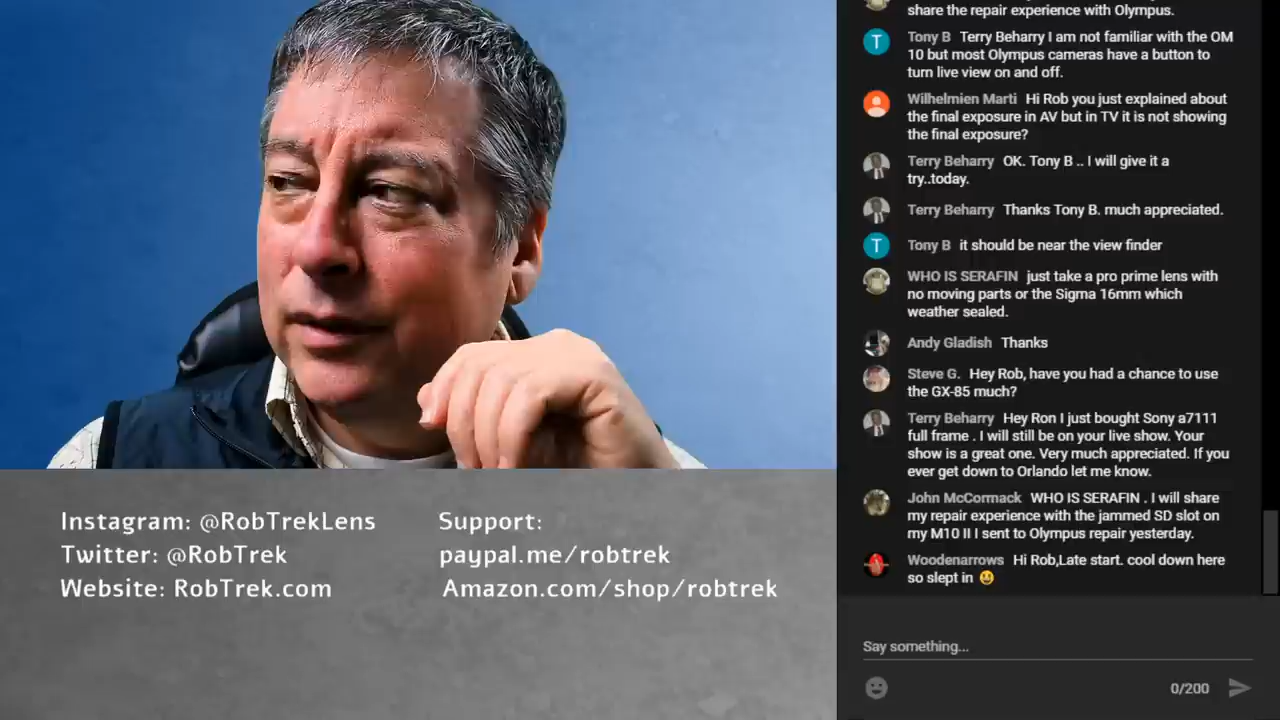 Instagram: @RobTrekLens
Twitter: @RobTrek
Website: RobTrek.com
Support:
paypal.me/robtrek
Amazon.com/shop/robtrek
share the repair experience with Olympus.
T
Tony B Terry Beharry I am not familiar with the OM
10 but most Olympus cameras have a button to
turn live view on and off.
Wilhelmien Marti Hi Rob you just explained about
the final exposure in AV but in TV it is not showing
the final exposure?
Terry Beharry OK. Tony B .. I will give it a
try..today.
Terry Beharry Thanks Tony B. much appreciated.
T
Tony B it should be near the view finder
WHO IS SERAFIN just take a pro prime lens with
no moving parts or the Sigma 16mm which
weather sealed.
Andy Gladish Thanks
Steve G. Hey Rob, have you had a chance to use
the GX-85 much?
Terry Beharry Hey Ron I just bought Sony a7111
full frame . I will still be on your live show. Your
show is a great one. Very much appreciated. If you
ever get down to Orlando let me know.
John McCormack WHO IS SERAFIN . I will share
my repair experience with the jammed SD slot on
my M10 II I sent to Olympus repair yesterday.
Woodenarrows Hi Rob,Late start. cool down here
so slept in 😃
Say something...
0/200